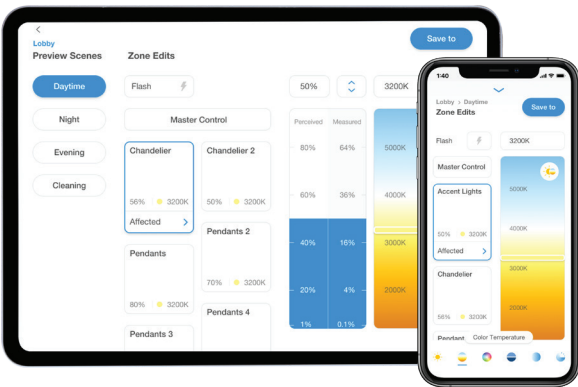 Lobby
Preview Scenes
Zone Edits
Save to
Daytime
Night
Evening
Cleaning
Flash
50%
3200K
Master Control
Chandelier
56% 3200K
Affected
Chandelier 2
50% 3200K
Pendants
80% 3200K
Pendants 2
70% 3200K
Pendants 3
Pendants 4
Perceived Measured
80% 64%
60% 36%
40% 16%
20% 4%
1% 0.1%
5000K
4000K
3000K
2000K
1:40
Lobby > Daytime
Zone Edits
Save to
Flash
3200K
Master Control
Accent Lights
50% 3200K
Affected
Chandelier
56% 3200K
Pendant
5000K
4000K
3000K
2000K
Color Temperature